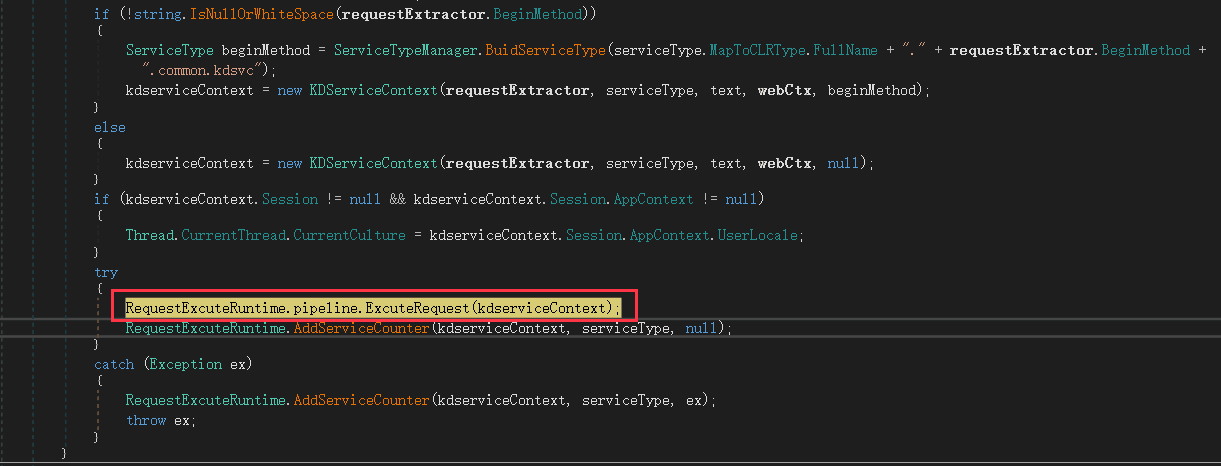 if (!string.IsNullOrWhiteSpace(requestExtractor.BeginMethod))
{
ServiceType beginMethod = ServiceTypeManager.BuidServiceType(serviceType.MapToCLRType.FullName + "." + requestExtractor.BeginMethod +
".common.kdsvc");
kdserviceContext = new KDServiceContext(requestExtractor, serviceType, text, webCtx, beginMethod);
}
else
{
kdserviceContext = new KDServiceContext(requestExtractor, serviceType, text, webCtx, null);
}
if (kdserviceContext.Session != null && kdserviceContext.Session.AppContext != null)
{
Thread.CurrentThread.CurrentCulture = kdserviceContext.Session.AppContext.UserLocale;
}
try
{
RequestExcuteRuntime.pipeline.ExcuteRequest(kdserviceContext);
RequestExcuteRuntime.AddServiceCounter(kdserviceContext, serviceType, null);
}
catch (Exception ex)
{
RequestExcuteRuntime.AddServiceCounter(kdserviceContext, serviceType, ex);
throw ex;
}
}